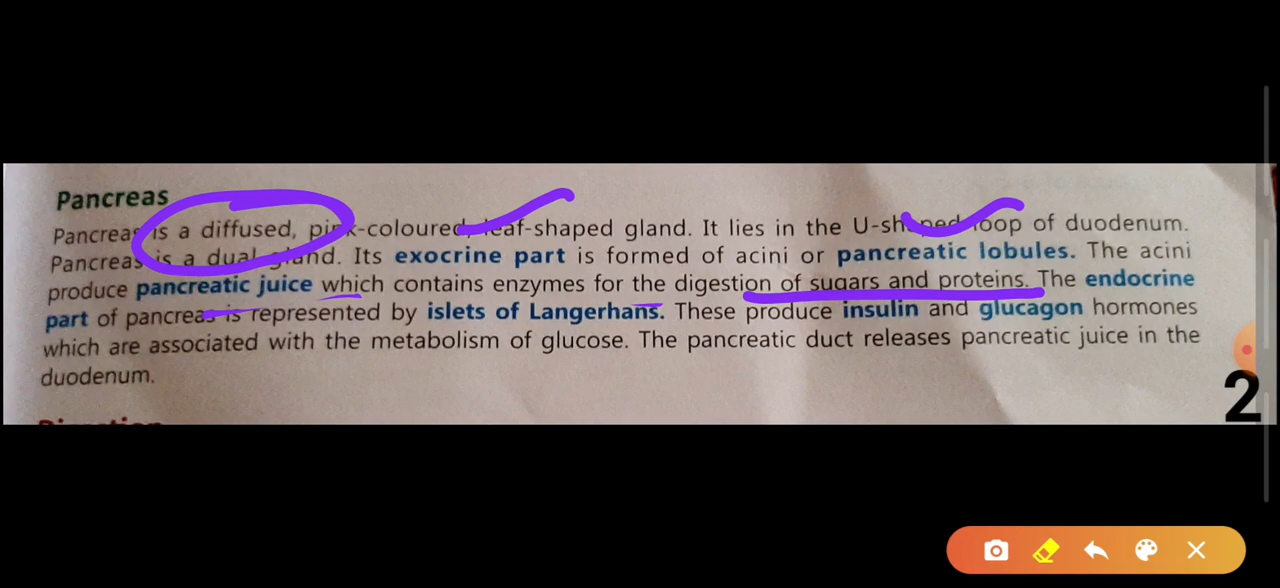 Pancreas
Pancreas is a diffused, pink-coloured, leaf-shaped gland. It lies in the U-shaped loop of duodenum.
Pancreas is a dual gland. Its exocrine part is formed of acini or pancreatic lobules. The acini
produce pancreatic juice which contains enzymes for the digestion of sugars and proteins. The endocrine
part of pancreas is represented by islets of Langerhans. These produce insulin and glucagon hormones
which are associated with the metabolism of glucose. The pancreatic duct releases pancreatic juice in the
duodenum.
2